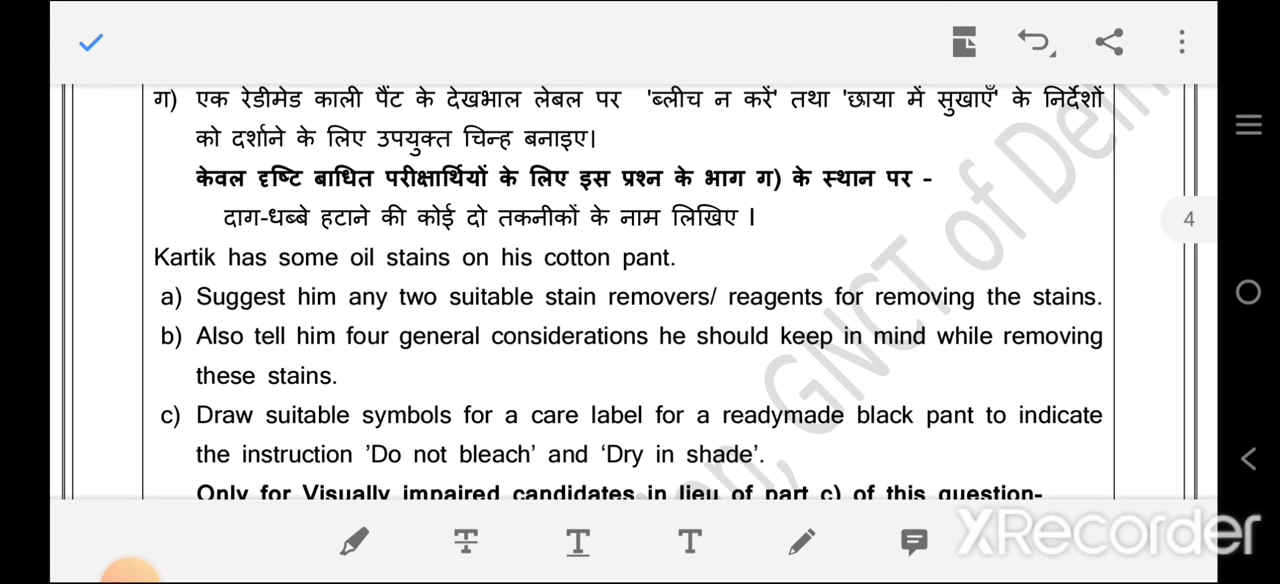 ग) एक रेडीमेड काली पैंट के देखभाल लेबल पर 'ब्लीच न करें' तथा 'छाया में सुखाएँ' के निर्देशों
को दर्शाने के लिए उपयुक्त चिन्ह बनाइए।
केवल दृष्टि बाधित परीक्षार्थियों के लिए इस प्रश्न के भाग ग) के स्थान पर -
दाग-धब्बे हटाने की कोई दो तकनीकों के नाम लिखिए ।
4
Kartik has some oil stains on his cotton pant.
a) Suggest him any two suitable stain removers/ reagents for removing the stains.
b) Also tell him four general considerations he should keep in mind while removing
these stains.
c) Draw suitable symbols for a care label for a readymade black pant to indicate
the instruction ’Do not bleach’ and ‘Dry in shade’.
Only for Visually impaired candidates in lieu of part c) of this question-
GNCT of Delhi
T T T
XRecorder